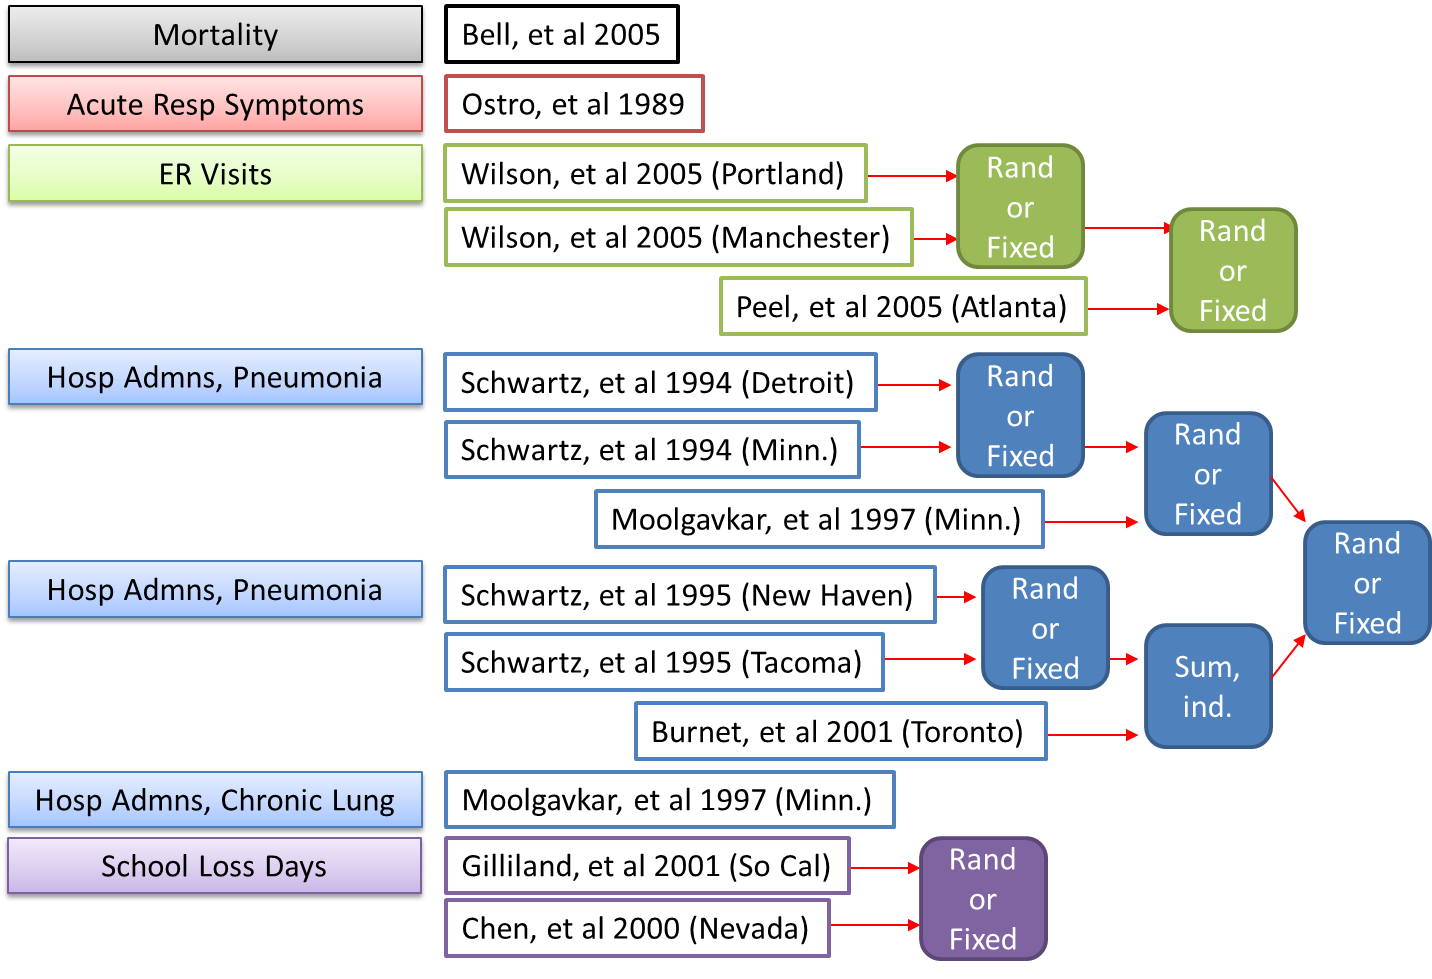 Mortality
Bell, et al 2005
Acute Resp Symptoms
Ostro, et al 1989
ER Visits
Wilson, et al 2005 (Portland)
Wilson, et al 2005 (Manchester)
Rand
or
Fixed
Peel, et al 2005 (Atlanta)
Rand
or
Fixed
Hosp Admns, Pneumonia
Schwartz, et al 1994 (Detroit)
Schwartz, et al 1994 (Minn.)
Rand
or
Fixed
Moolgavkar, et al 1997 (Minn.)
Rand
or
Fixed
Hosp Admns, Pneumonia
Schwartz, et al 1995 (New Haven)
Schwartz, et al 1995 (Tacoma)
Rand
or
Fixed
Burnet, et al 2001 (Toronto)
Sum,
ind.
Rand
or
Fixed
Hosp Admns, Chronic Lung
Moolgavkar, et al 1997 (Minn.)
School Loss Days
Gilliland, et al 2001 (So Cal)
Chen, et al 2000 (Nevada)
Rand
or
Fixed